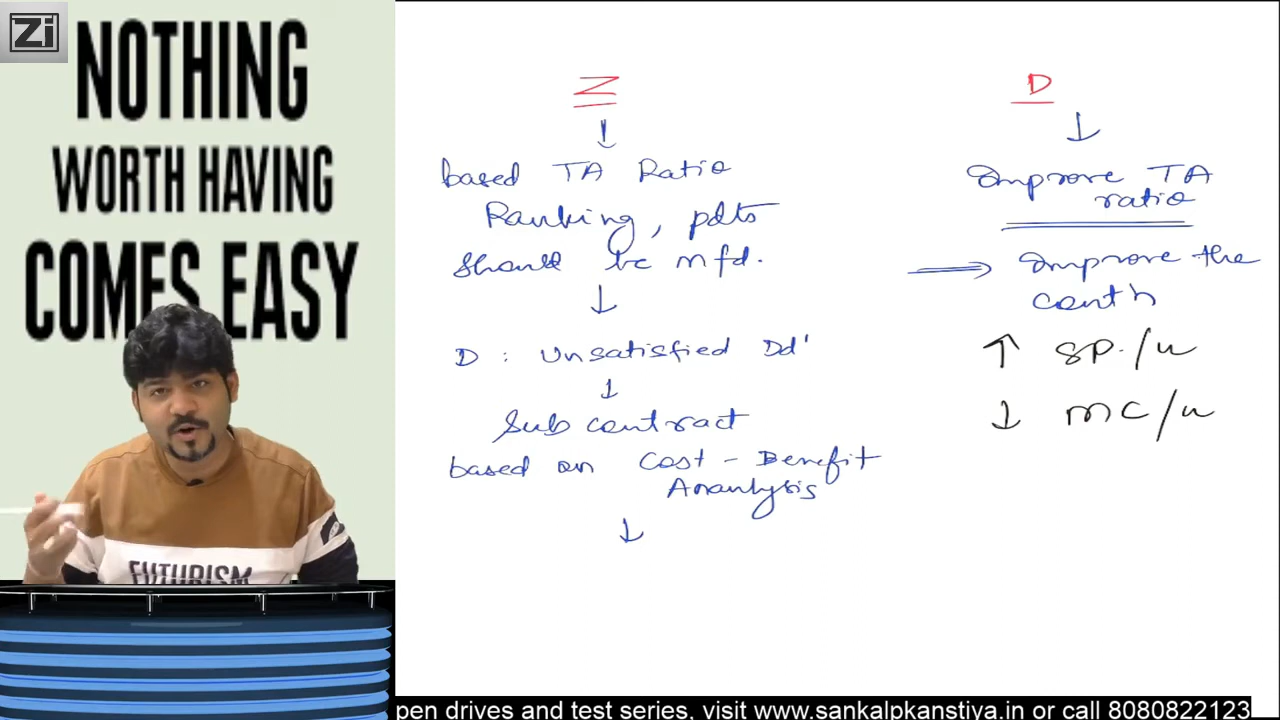 Zi
NOTHING
WORTH HAVING
COMES EASY
FUTURISM
Z
↓
based TA Ratio
Ranking, pdts
should be mfd.
↓
D : Unsatisfied Dd'
↓
Sub contract
based on Cost - Benefit
Ananlysis
↓
D
↓
Improve TA
ratio
⇒ Improve the
contn
↑ SP./u
↓ MC/u
pen drives and test series, visit www.sankalpkanstiya.in or call 8080822123